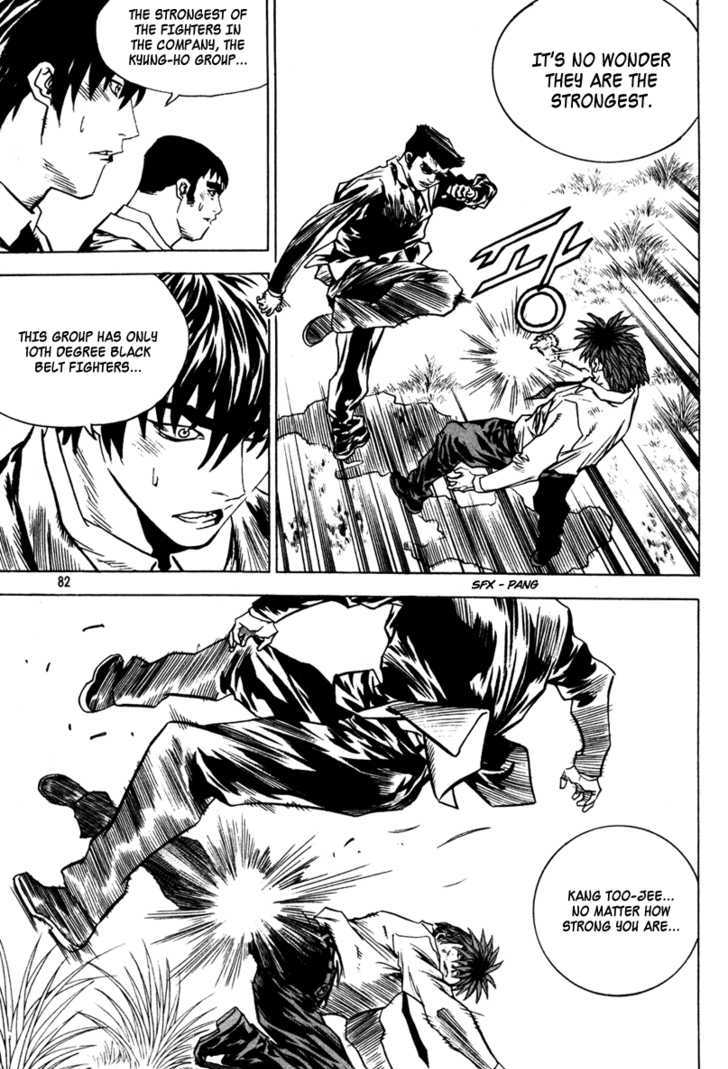 THE STRONGEST OF
THE FIGHTERS IN
THE COMPANY, THE
KYUNG-HO GROUP...
IT'S NO WONDER
THEY ARE THE
STRONGEST.
THIS GROUP HAS ONLY
10TH DEGREE BLACK
BELT FIGHTERS...
82
SFX - PANG
KANG TOO-JEE...
NO MATTER HOW
STRONG YOU ARE...